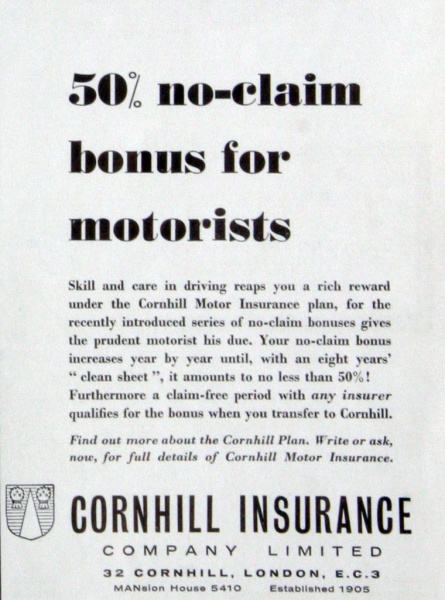 50% no-claim
bonus for
motorists
Skill and care in driving reaps you a rich reward
under the Cornhill Motor Insurance plan, for the
recently introduced series of no-claim bonuses gives
the prudent motorist his due. Your no-claim bonus
increases year by year until, with an eight years'
“ clean sheet ”, it amounts to no less than 50%!
Furthermore a claim-free period with any insurer
qualifies for the bonus when you transfer to Cornhill.
Find out more about the Cornhill Plan. Write or ask,
now, for full details of Cornhill Motor Insurance.
CORNHILL INSURANCE
COMPANY LIMITED
32 CORNHILL, LONDON, E.C.3
MANsion House 5410 Established 1905